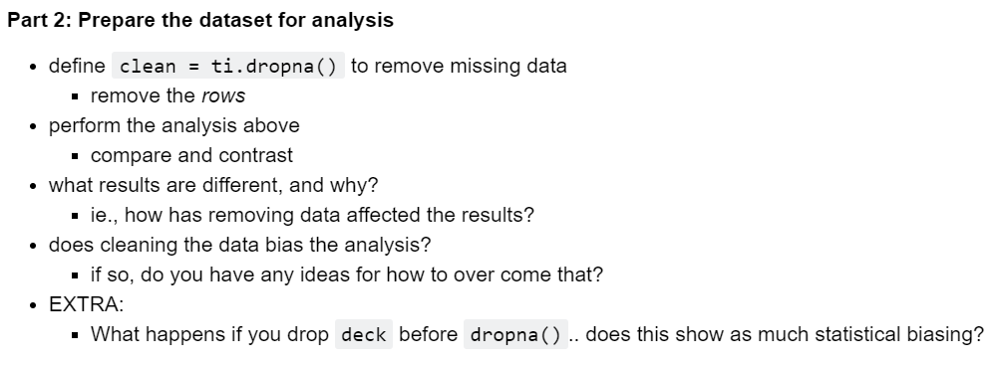 Part 2: Prepare the dataset for analysis
• define clean = ti.dropna() to remove missing data
▪ remove the rows
• perform the analysis above
▪ compare and contrast
• what results are different, and why?
▪ ie., how has removing data affected the results?
• does cleaning the data bias the analysis?
▪ if so, do you have any ideas for how to over come that?
• EXTRA:
▪ What happens if you drop deck before dropna() .. does this show as much statistical biasing?